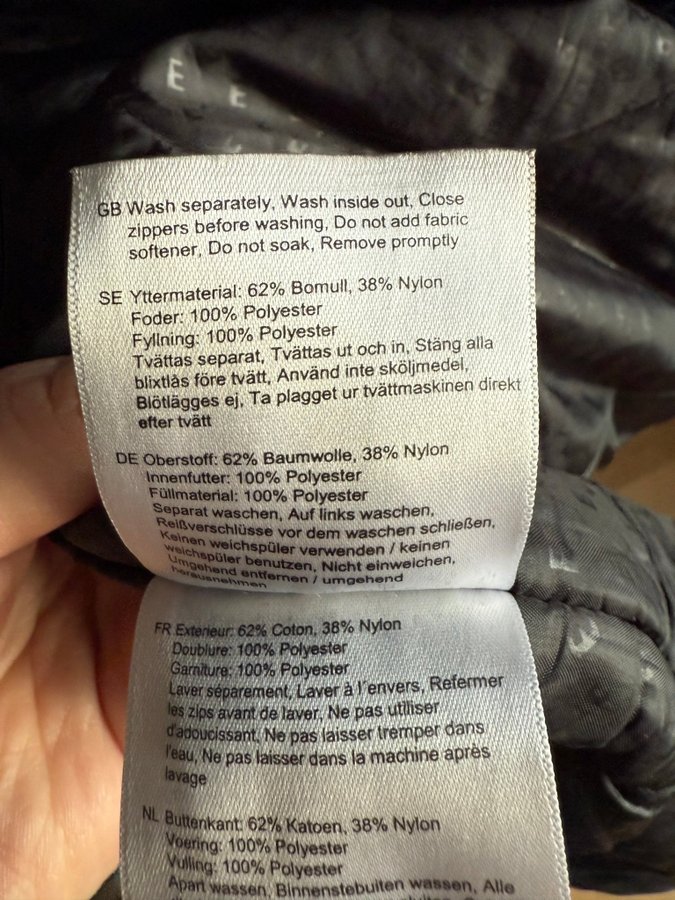 E
E
GB Wash separately, Wash inside out, Close
zippers before washing, Do not add fabric
softener, Do not soak, Remove promptly
SE Yttermaterial: 62% Bomull, 38% Nylon
Foder: 100% Polyester
Fyllning: 100% Polyester
Tvättas separat, Tvättas ut och in, Stäng alla
blixtlås före tvätt, Använd inte sköljmedel,
Blötlägges ej, Ta plagget ur tvättmaskinen direkt
efter tvätt
DE Oberstoff: 62% Baumwolle, 38% Nylon
Innenfutter: 100% Polyester
Füllmaterial: 100% Polyester
Separat waschen, Auf links waschen,
Reißverschlüsse vor dem waschen schließen,
Keinen weichspüler verwenden / keinen
weichspüler benutzen, Nicht einweichen,
Umgehend entfernen / umgehend
herausnehmen
FR Exterieur: 62% Coton, 38% Nylon
Doublure: 100% Polyester
Garniture: 100% Polyester
Laver séparement, Laver à l´envers, Refermer
les zips avant de laver, Ne pas utiliser
d'adoucissant, Ne pas laisser tremper dans
l'eau, Ne pas laisser dans la machine après
lavage
NL Buttenkant: 62% Katoen, 38% Nylon
Voering: 100% Polyester
Vulling: 100% Polyester
Apart wassen, Binnenstebuiten wassen, Alle